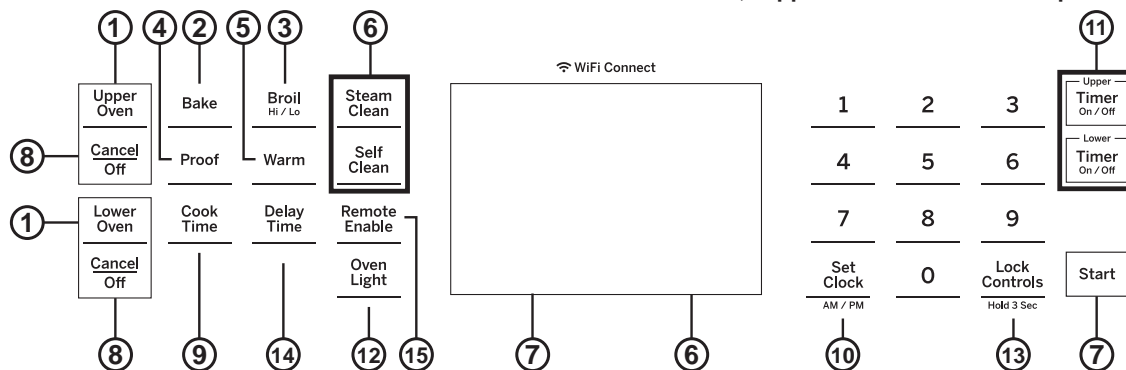 1 2 3 11
4 5 6
WiFi Connect
Upper Oven
Bake
Broil
Hi / Lo
Steam Clean
1 2 3
Upper
Timer
On / Off
8
Cancel
Off
Proof
Warm
Self Clean
4 5 6
Lower
Timer
On / Off
1
Lower Oven
Cook Time
Delay Time
Remote Enable
7 8 9
Cancel
Off
Oven Light
Set Clock
AM / PM
0
Lock Controls
Hold 3 Sec
Start
8 9 14 12 15 7 6 10 13 7